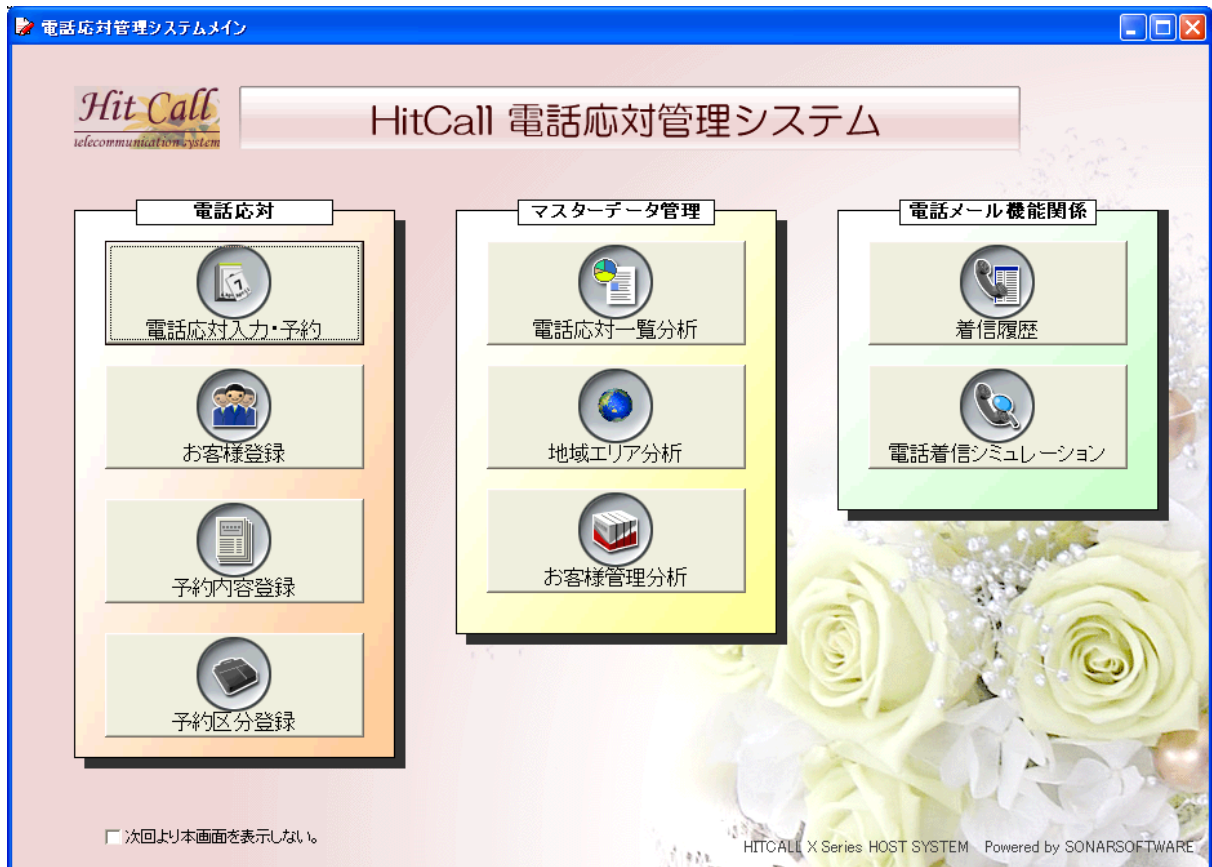 電話応対管理システムメイン
Hit Call
telecommunication system
HitCall 電話応対管理システム
電話応対
電話応対入力・予約
お客様登録
予約内容登録
予約区分登録
マスターデータ管理
電話応対一覧分析
地域エリア分析
お客様管理分析
電話メール機能関係
着信履歴
電話着信シミュレーション
次回より本画面を表示しない。
HITCALL X Series HOST SYSTEM Powered by SONARSOFTWARE